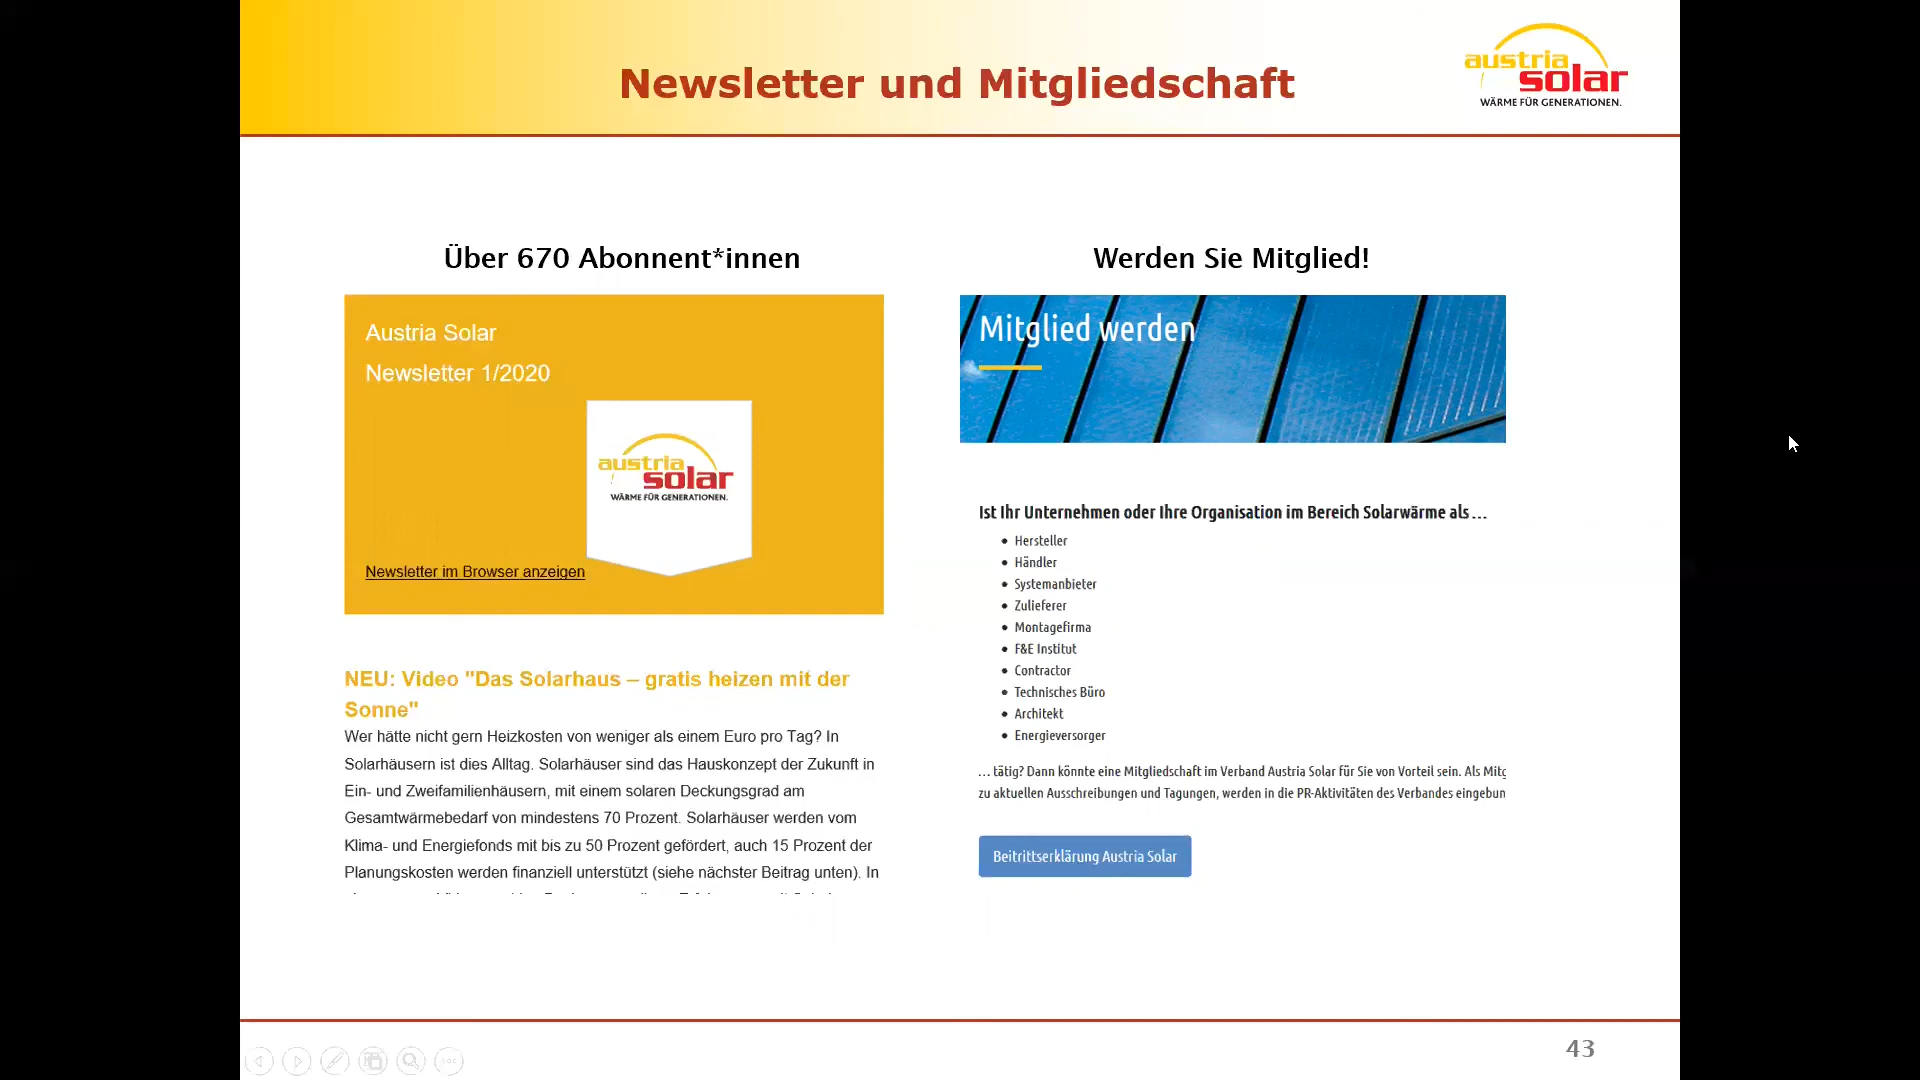 Newsletter und Mitgliedschaft
austria
solar
WÄRME FÜR GENERATIONEN.
Über 670 Abonnent*innen
Austria Solar
Newsletter 1/2020
austria
solar
WÄRME FÜR GENERATIONEN.
Newsletter im Browser anzeigen
NEU: Video "Das Solarhaus – gratis heizen mit der
Sonne"
Wer hätte nicht gern Heizkosten von weniger als einem Euro pro Tag? In
Solarhäusern ist dies Alltag. Solarhäuser sind das Hauskonzept der Zukunft in
Ein- und Zweifamilienhäusern, mit einem solaren Deckungsgrad am
Gesamtwärmebedarf von mindestens 70 Prozent. Solarhäuser werden vom
Klima- und Energiefonds mit bis zu 50 Prozent gefördert, auch 15 Prozent der
Planungskosten werden finanziell unterstützt (siehe nächster Beitrag unten). In
Werden Sie Mitglied!
Mitglied werden
Ist Ihr Unternehmen oder Ihre Organisation im Bereich Solarwärme als ...
• Hersteller
• Händler
• Systemanbieter
• Zulieferer
• Montagefirma
• F&E Institut
• Contractor
• Technisches Büro
• Architekt
• Energieversorger
... tätig? Dann könnte eine Mitgliedschaft im Verband Austria Solar für Sie von Vorteil sein. Als
zu aktuellen Ausschreibungen und Tagungen, werden in die PR-Aktivitäten des Verbandes
Beitrittserklärung Austria Solar
43